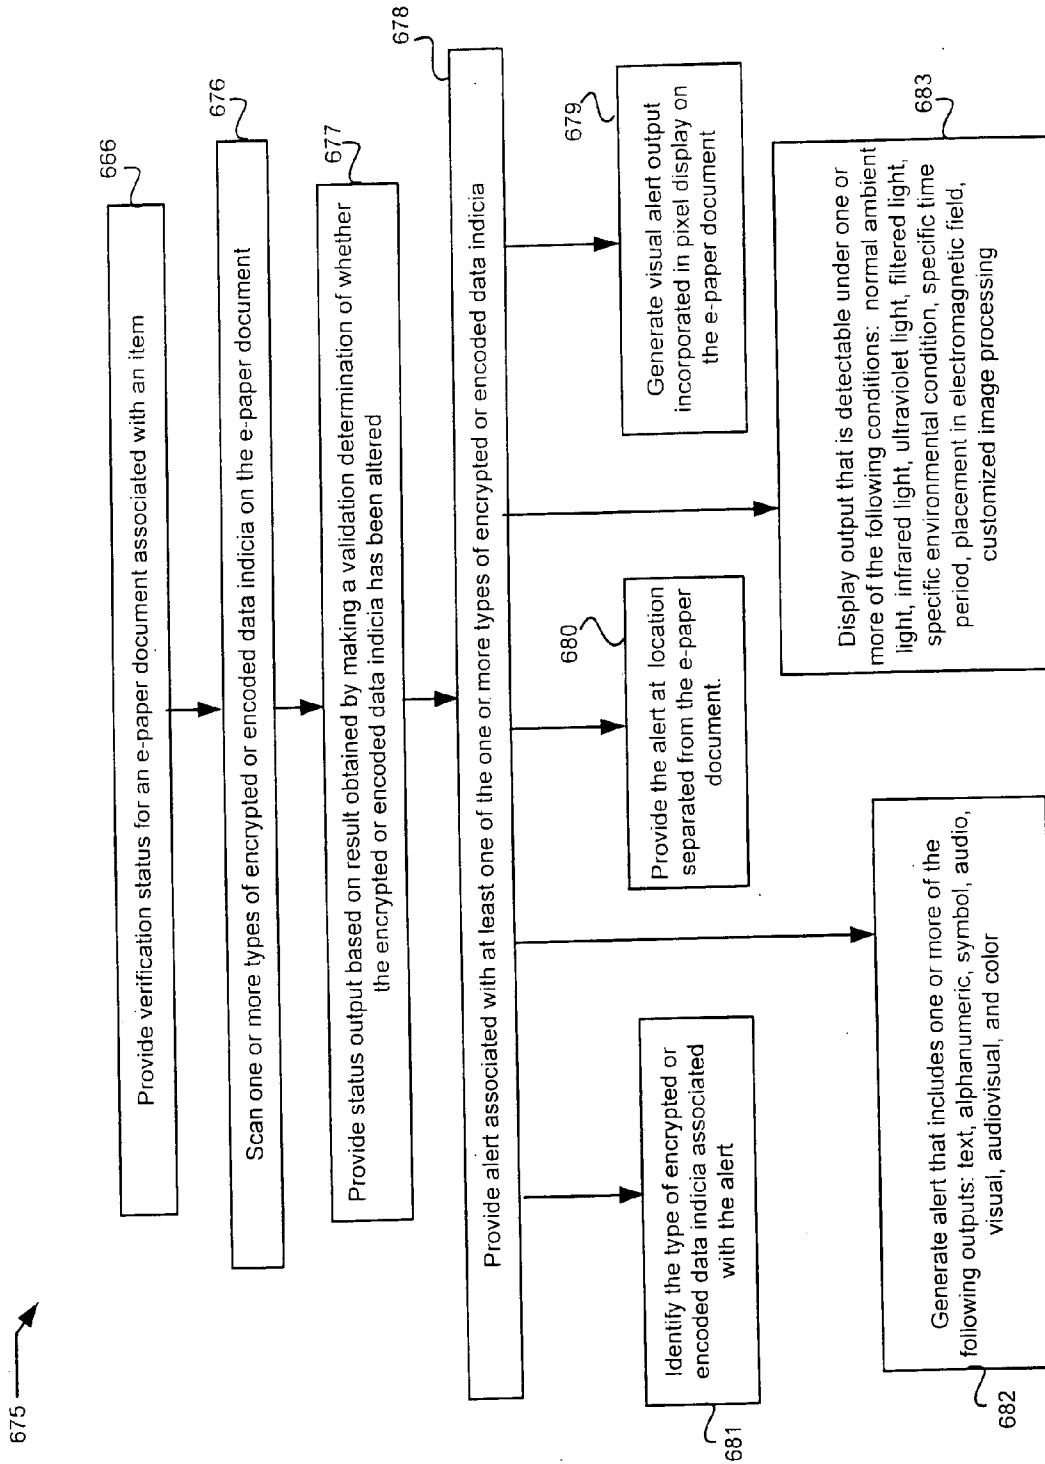 675
666
Provide verification status for an e-paper document associated with an item
676
Scan one or more types of encrypted or encoded data indicia on the e-paper document
677
Provide status output based on result obtained by making a validation determination of whether
the encrypted or encoded data indicia has been altered
678
Provide alert associated with at least one of the one or more types of encrypted or encoded data indicia
681
Identify the type of encrypted or
encoded data indicia associated
with the alert
680
Provide the alert at location
separated from the e-paper
document.
679
Generate visual alert output
incorporated in pixel display on
the e-paper document
682
Generate alert that includes one or more of the
following outputs: text, alphanumeric, symbol, audio,
visual, audiovisual, and color
683
Display output that is detectable under one or
more of the following conditions: normal ambient
light, infrared light, ultraviolet light, filtered light,
specific environmental condition, specific time
period, placement in electromagnetic field,
customized image processing